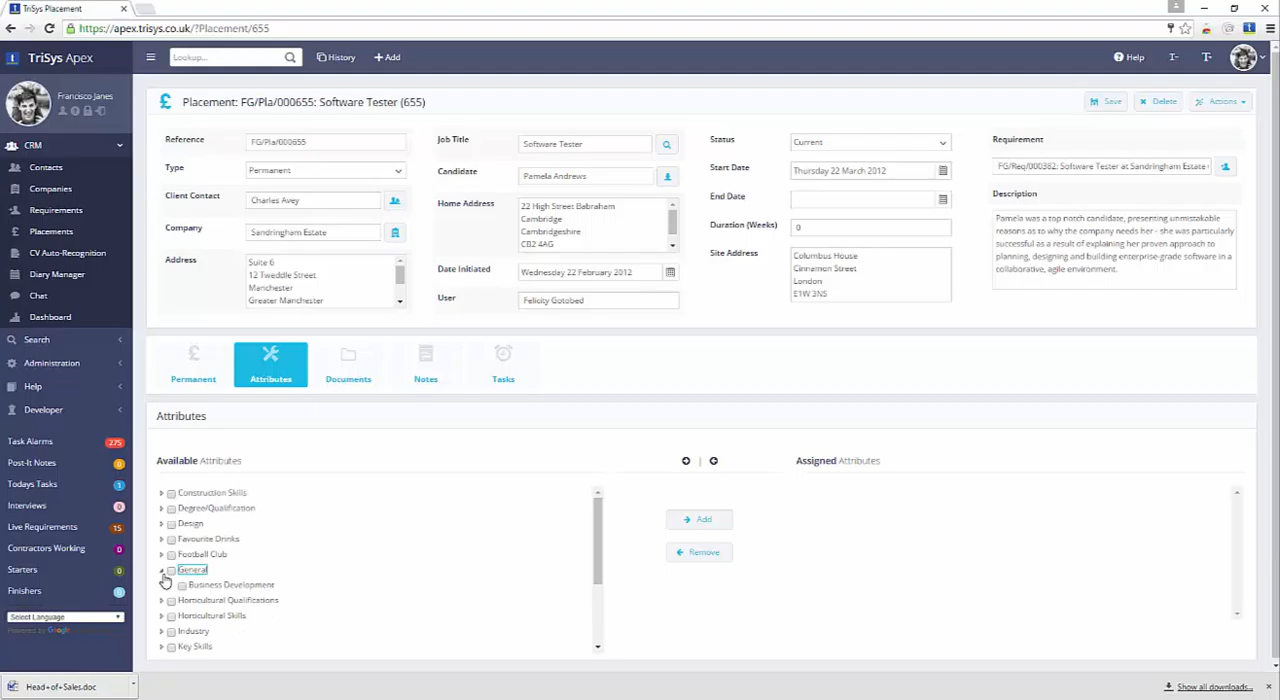 TriSys Placement
https://apex.trisys.co.uk/?Placement/655
TriSys Apex
Lookup...
History
Add
Help
T-
T-
Francisco Janes
CRM
Contacts
Companies
Requirements
Placements
CV Auto-Recognition
Diary Manager
Chat
Dashboard
Search
Administration
Help
Developer
Task Alarms 275
Post-It Notes 0
Todays Tasks 1
Interviews 0
Live Requirements 15
Contractors Working 0
Starters 0
Finishers 0
Select Language
Powered by Google
Placement: FG/Pla/000655: Software Tester (655)
Save
Delete
Actions
Reference FG/Pla/000655
Type Permanent
Client Contact Charles Avey
Company Sandringham Estate
Address Suite 6
12 Tweddle Street
Manchester
Greater Manchester
Job Title Software Tester
Candidate Pamela Andrews
Home Address 22 High Street Babraham
Cambridge
Cambridgeshire
CB2 4AG
Date Initiated Wednesday 22 February 2012
User Felicity Gotobed
Status Current
Start Date Thursday 22 March 2012
End Date
Duration (Weeks) 0
Site Address Columbus House
Cinnamon Street
London
E1W 3NS
Requirement
FG/Req/000382: Software Tester at Sandringham Estate
Description
Pamela was a top notch candidate, presenting unmistakable
reasons as to why the company needs her - she was particularly
successful as a result of explaining her proven approach to
planning, designing and building enterprise-grade software in a
collaborative, agile environment.
Permanent
Attributes
Documents
Notes
Tasks
Attributes
Available Attributes
|
Assigned Attributes
Construction Skills
Degree/Qualification
Design
Favourite Drinks
Football Club
General
Business Development
Horticultural Qualifications
Horticultural Skills
Industry
Key Skills
Add
Remove
Head+of+Sales.doc
Show all downloads...